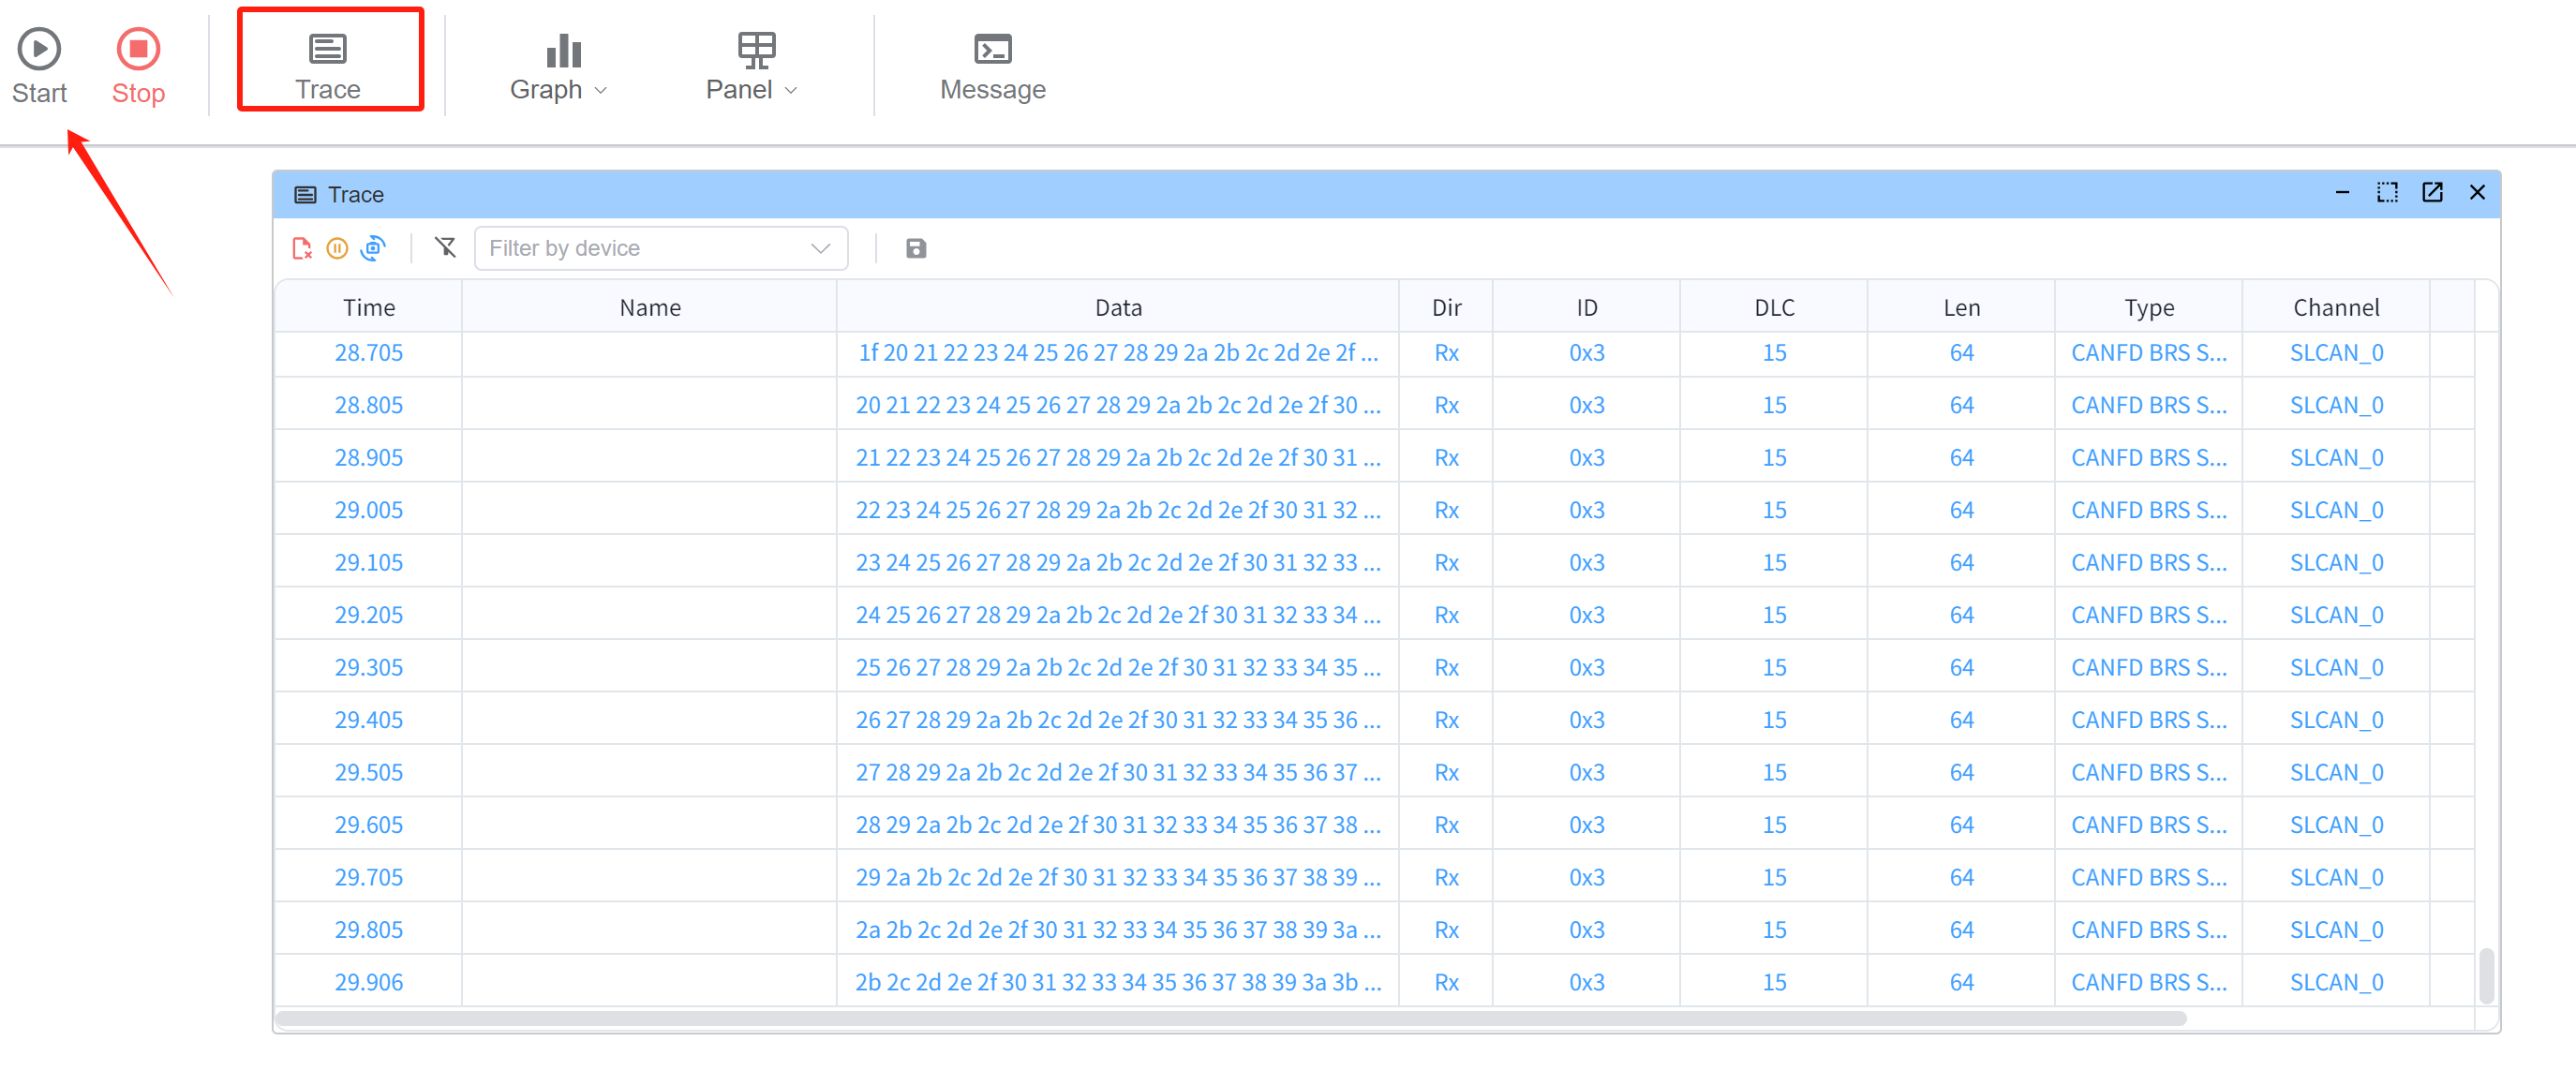 Start Stop Trace Graph Panel Message
Trace
Filter by device
Time Name Data Dir ID DLC Len Type Channel
28.705 1f 20 21 22 23 24 25 26 27 28 29 2a 2b 2c 2d 2e 2f ... Rx 0x3 15 64 CANFD BRS S... SLCAN_0
28.805 20 21 22 23 24 25 26 27 28 29 2a 2b 2c 2d 2e 2f 30 ... Rx 0x3 15 64 CANFD BRS S... SLCAN_0
28.905 21 22 23 24 25 26 27 28 29 2a 2b 2c 2d 2e 2f 30 31 ... Rx 0x3 15 64 CANFD BRS S... SLCAN_0
29.005 22 23 24 25 26 27 28 29 2a 2b 2c 2d 2e 2f 30 31 32 ... Rx 0x3 15 64 CANFD BRS S... SLCAN_0
29.105 23 24 25 26 27 28 29 2a 2b 2c 2d 2e 2f 30 31 32 33 ... Rx 0x3 15 64 CANFD BRS S... SLCAN_0
29.205 24 25 26 27 28 29 2a 2b 2c 2d 2e 2f 30 31 32 33 34 ... Rx 0x3 15 64 CANFD BRS S... SLCAN_0
29.305 25 26 27 28 29 2a 2b 2c 2d 2e 2f 30 31 32 33 34 35 ... Rx 0x3 15 64 CANFD BRS S... SLCAN_0
29.405 26 27 28 29 2a 2b 2c 2d 2e 2f 30 31 32 33 34 35 36 ... Rx 0x3 15 64 CANFD BRS S... SLCAN_0
29.505 27 28 29 2a 2b 2c 2d 2e 2f 30 31 32 33 34 35 36 37 ... Rx 0x3 15 64 CANFD BRS S... SLCAN_0
29.605 28 29 2a 2b 2c 2d 2e 2f 30 31 32 33 34 35 36 37 38 ... Rx 0x3 15 64 CANFD BRS S... SLCAN_0
29.705 29 2a 2b 2c 2d 2e 2f 30 31 32 33 34 35 36 37 38 39 ... Rx 0x3 15 64 CANFD BRS S... SLCAN_0
29.805 2a 2b 2c 2d 2e 2f 30 31 32 33 34 35 36 37 38 39 3a ... Rx 0x3 15 64 CANFD BRS S... SLCAN_0
29.906 2b 2c 2d 2e 2f 30 31 32 33 34 35 36 37 38 39 3a 3b ... Rx 0x3 15 64 CANFD BRS S... SLCAN_0